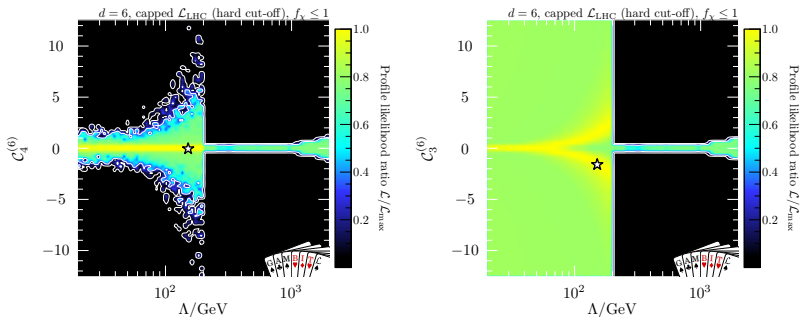 d = 6, capped ℒ_LHC (hard cut-off), f_χ ≤ 1
10
5
0
−5
−10
𝒞_4^(6)
10^2
10^3
Λ/GeV
1.0
0.8
0.6
0.4
0.2
Profile likelihood ratio ℒ/ℒ_max
G A M B I T
d = 6, capped ℒ_LHC (hard cut-off), f_χ ≤ 1
10
5
0
−5
−10
𝒞_3^(6)
10^2
10^3
Λ/GeV
1.0
0.8
0.6
0.4
0.2
Profile likelihood ratio ℒ/ℒ_max
G A M B I T